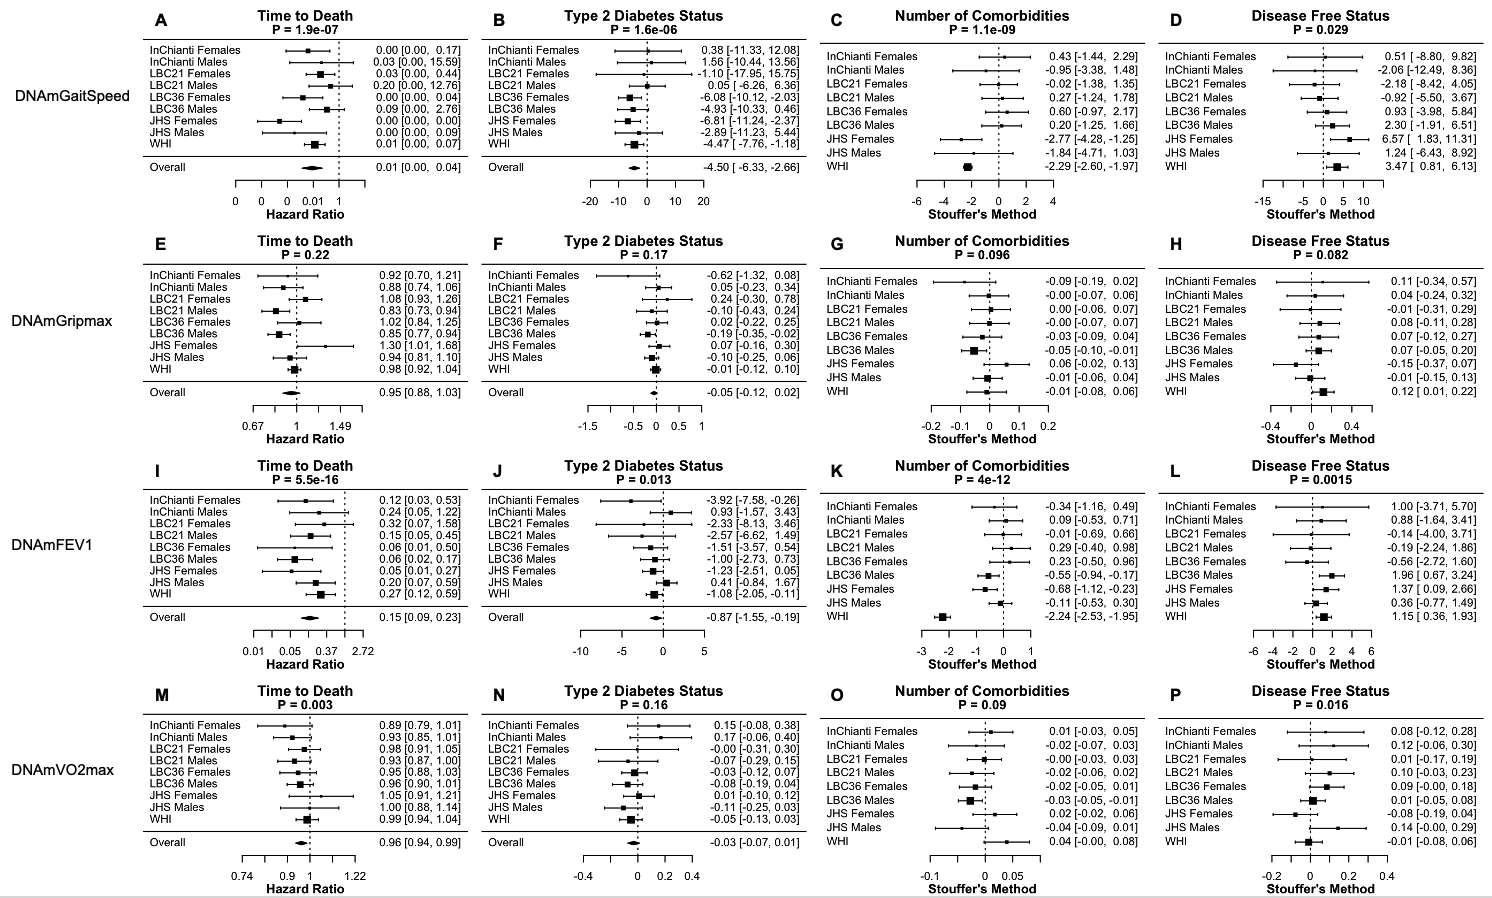 DNAmGaitSpeed
A Time to Death
P = 1.9e-07
InChianti Females 0.00 [0.00, 0.17]
InChianti Males 0.03 [0.00, 15.59]
LBC21 Females 0.03 [0.00, 0.44]
LBC21 Males 0.20 [0.00, 12.76]
LBC36 Females 0.00 [0.00, 0.04]
LBC36 Males 0.09 [0.00, 2.76]
JHS Females 0.00 [0.00, 0.00]
JHS Males 0.00 [0.00, 0.09]
WHI 0.01 [0.00, 0.07]
Overall 0.01 [0.00, 0.04]
0 0 0 0.01 1
Hazard Ratio
B Type 2 Diabetes Status
P = 1.6e-06
InChianti Females 0.38 [-11.33, 12.08]
InChianti Males 1.56 [-10.44, 13.56]
LBC21 Females -1.10 [-17.95, 15.75]
LBC21 Males 0.05 [ -6.26, 6.36]
LBC36 Females -6.08 [-10.12, -2.03]
LBC36 Males -4.93 [-10.33, 0.46]
JHS Females -6.81 [-11.24, -2.37]
JHS Males -2.89 [-11.23, 5.44]
WHI -4.47 [ -7.76, -1.18]
Overall -4.50 [ -6.33, -2.66]
-20 -10 0 10 20
C Number of Comorbidities
P = 1.1e-09
InChianti Females 0.43 [-1.44, 2.29]
InChianti Males -0.95 [-3.38, 1.48]
LBC21 Females -0.02 [-1.38, 1.35]
LBC21 Males 0.27 [-1.24, 1.78]
LBC36 Females 0.60 [-0.97, 2.17]
LBC36 Males 0.20 [-1.25, 1.66]
JHS Females -2.77 [-4.28, -1.25]
JHS Males -1.84 [-4.71, 1.03]
WHI -2.29 [-2.60, -1.97]
-6 -4 -2 0 2 4
Stouffer's Method
D Disease Free Status
P = 0.029
InChianti Females 0.51 [ -8.80, 9.82]
InChianti Males -2.06 [-12.49, 8.36]
LBC21 Females -2.18 [ -8.42, 4.05]
LBC21 Males -0.92 [ -5.50, 3.67]
LBC36 Females 0.93 [ -3.98, 5.84]
LBC36 Males 2.30 [ -1.91, 6.51]
JHS Females 6.57 [ 1.83, 11.31]
JHS Males 1.24 [ -6.43, 8.92]
WHI 3.47 [ 0.81, 6.13]
-15 -5 0 5 10
Stouffer's Method
DNAmGripmax
E Time to Death
P = 0.22
InChianti Females 0.92 [0.70, 1.21]
InChianti Males 0.88 [0.74, 1.06]
LBC21 Females 1.08 [0.93, 1.26]
LBC21 Males 0.83 [0.73, 0.94]
LBC36 Females 1.02 [0.84, 1.25]
LBC36 Males 0.85 [0.77, 0.94]
JHS Females 1.30 [1.01, 1.68]
JHS Males 0.94 [0.81, 1.10]
WHI 0.98 [0.92, 1.04]
Overall 0.95 [0.88, 1.03]
0.67 1 1.49
Hazard Ratio
F Type 2 Diabetes Status
P = 0.17
InChianti Females -0.62 [-1.32, 0.08]
InChianti Males 0.05 [-0.23, 0.34]
LBC21 Females 0.24 [-0.30, 0.78]
LBC21 Males -0.10 [-0.43, 0.24]
LBC36 Females 0.02 [-0.22, 0.25]
LBC36 Males -0.19 [-0.35, -0.02]
JHS Females 0.07 [-0.16, 0.30]
JHS Males -0.10 [-0.25, 0.06]
WHI -0.01 [-0.12, 0.10]
Overall -0.05 [-0.12, 0.02]
-1.5 -0.5 0 0.5 1
G Number of Comorbidities
P = 0.096
InChianti Females -0.09 [-0.19, 0.02]
InChianti Males -0.00 [-0.07, 0.06]
LBC21 Females 0.00 [-0.06, 0.07]
LBC21 Males -0.00 [-0.07, 0.07]
LBC36 Females -0.03 [-0.09, 0.04]
LBC36 Males -0.05 [-0.10, -0.01]
JHS Females 0.06 [-0.02, 0.13]
JHS Males -0.01 [-0.06, 0.04]
WHI -0.01 [-0.08, 0.06]
-0.2 -0.1 0 0.1 0.2
Stouffer's Method
H Disease Free Status
P = 0.082
InChianti Females 0.11 [-0.34, 0.57]
InChianti Males 0.04 [-0.24, 0.32]
LBC21 Females -0.01 [-0.31, 0.29]
LBC21 Males 0.08 [-0.11, 0.28]
LBC36 Females 0.07 [-0.12, 0.27]
LBC36 Males 0.07 [-0.05, 0.20]
JHS Females -0.15 [-0.37, 0.07]
JHS Males -0.01 [-0.15, 0.13]
WHI 0.12 [ 0.01, 0.22]
-0.4 0 0.4
Stouffer's Method
DNAmFEV1
I Time to Death
P = 5.5e-16
InChianti Females 0.12 [0.03, 0.53]
InChianti Males 0.24 [0.05, 1.22]
LBC21 Females 0.32 [0.07, 1.58]
LBC21 Males 0.15 [0.05, 0.45]
LBC36 Females 0.06 [0.01, 0.50]
LBC36 Males 0.06 [0.02, 0.17]
JHS Females 0.05 [0.01, 0.27]
JHS Males 0.20 [0.07, 0.59]
WHI 0.27 [0.12, 0.59]
Overall 0.15 [0.09, 0.23]
0.01 0.05 0.37 2.72
Hazard Ratio
J Type 2 Diabetes Status
P = 0.013
InChianti Females -3.92 [-7.58, -0.26]
InChianti Males 0.93 [-1.57, 3.43]
LBC21 Females -2.33 [-8.13, 3.46]
LBC21 Males -2.57 [-6.62, 1.49]
LBC36 Females -1.51 [-3.57, 0.54]
LBC36 Males -1.00 [-2.73, 0.73]
JHS Females -1.23 [-2.51, 0.05]
JHS Males 0.41 [-0.84, 1.67]
WHI -1.08 [-2.05, -0.11]
Overall -0.87 [-1.55, -0.19]
-10 -5 0 5
K Number of Comorbidities
P = 4e-12
InChianti Females -0.34 [-1.16, 0.49]
InChianti Males 0.09 [-0.53, 0.71]
LBC21 Females -0.01 [-0.69, 0.66]
LBC21 Males 0.29 [-0.40, 0.98]
LBC36 Females 0.23 [-0.50, 0.96]
LBC36 Males -0.55 [-0.94, -0.17]
JHS Females -0.68 [-1.12, -0.23]
JHS Males -0.11 [-0.53, 0.30]
WHI -2.24 [-2.53, -1.95]
-3 -2 -1 0 1
Stouffer's Method
L Disease Free Status
P = 0.0015
InChianti Females 1.00 [-3.71, 5.70]
InChianti Males 0.88 [-1.64, 3.41]
LBC21 Females -0.14 [-4.00, 3.71]
LBC21 Males -0.19 [-2.24, 1.86]
LBC36 Females -0.56 [-2.72, 1.60]
LBC36 Males 1.96 [ 0.67, 3.24]
JHS Females 1.37 [ 0.09, 2.66]
JHS Males 0.36 [-0.77, 1.49]
WHI 1.15 [ 0.36, 1.93]
-6 -4 -2 0 2 4 6
Stouffer's Method
DNAmVO2max
M Time to Death
P = 0.003
InChianti Females 0.89 [0.79, 1.01]
InChianti Males 0.93 [0.85, 1.01]
LBC21 Females 0.98 [0.91, 1.05]
LBC21 Males 0.93 [0.87, 1.00]
LBC36 Females 0.95 [0.88, 1.03]
LBC36 Males 0.96 [0.90, 1.01]
JHS Females 1.05 [0.91, 1.21]
JHS Males 1.00 [0.88, 1.14]
WHI 0.99 [0.94, 1.04]
Overall 0.96 [0.94, 0.99]
0.74 0.9 1 1.22
Hazard Ratio
N Type 2 Diabetes Status
P = 0.16
InChianti Females 0.15 [-0.08, 0.38]
InChianti Males 0.17 [-0.06, 0.40]
LBC21 Females -0.00 [-0.31, 0.30]
LBC21 Males -0.07 [-0.29, 0.15]
LBC36 Females -0.03 [-0.12, 0.07]
LBC36 Males -0.08 [-0.19, 0.04]
JHS Females 0.01 [-0.10, 0.12]
JHS Males -0.11 [-0.25, 0.03]
WHI -0.05 [-0.13, 0.03]
Overall -0.03 [-0.07, 0.01]
-0.4 0 0.2 0.4
O Number of Comorbidities
P = 0.09
InChianti Females 0.01 [-0.03, 0.05]
InChianti Males -0.02 [-0.07, 0.03]
LBC21 Females -0.00 [-0.03, 0.03]
LBC21 Males -0.02 [-0.06, 0.02]
LBC36 Females -0.02 [-0.05, 0.01]
LBC36 Males -0.03 [-0.05, -0.01]
JHS Females 0.02 [-0.02, 0.06]
JHS Males -0.04 [-0.09, 0.01]
WHI 0.04 [-0.00, 0.08]
-0.1 0 0.05
Stouffer's Method
P Disease Free Status
P = 0.016
InChianti Females 0.08 [-0.12, 0.28]
InChianti Males 0.12 [-0.06, 0.30]
LBC21 Females 0.01 [-0.17, 0.19]
LBC21 Males 0.10 [-0.03, 0.23]
LBC36 Females 0.09 [-0.00, 0.18]
LBC36 Males 0.01 [-0.05, 0.08]
JHS Females -0.08 [-0.19, 0.04]
JHS Males 0.14 [-0.00, 0.29]
WHI -0.01 [-0.08, 0.06]
-0.2 0 0.2 0.4
Stouffer's Method